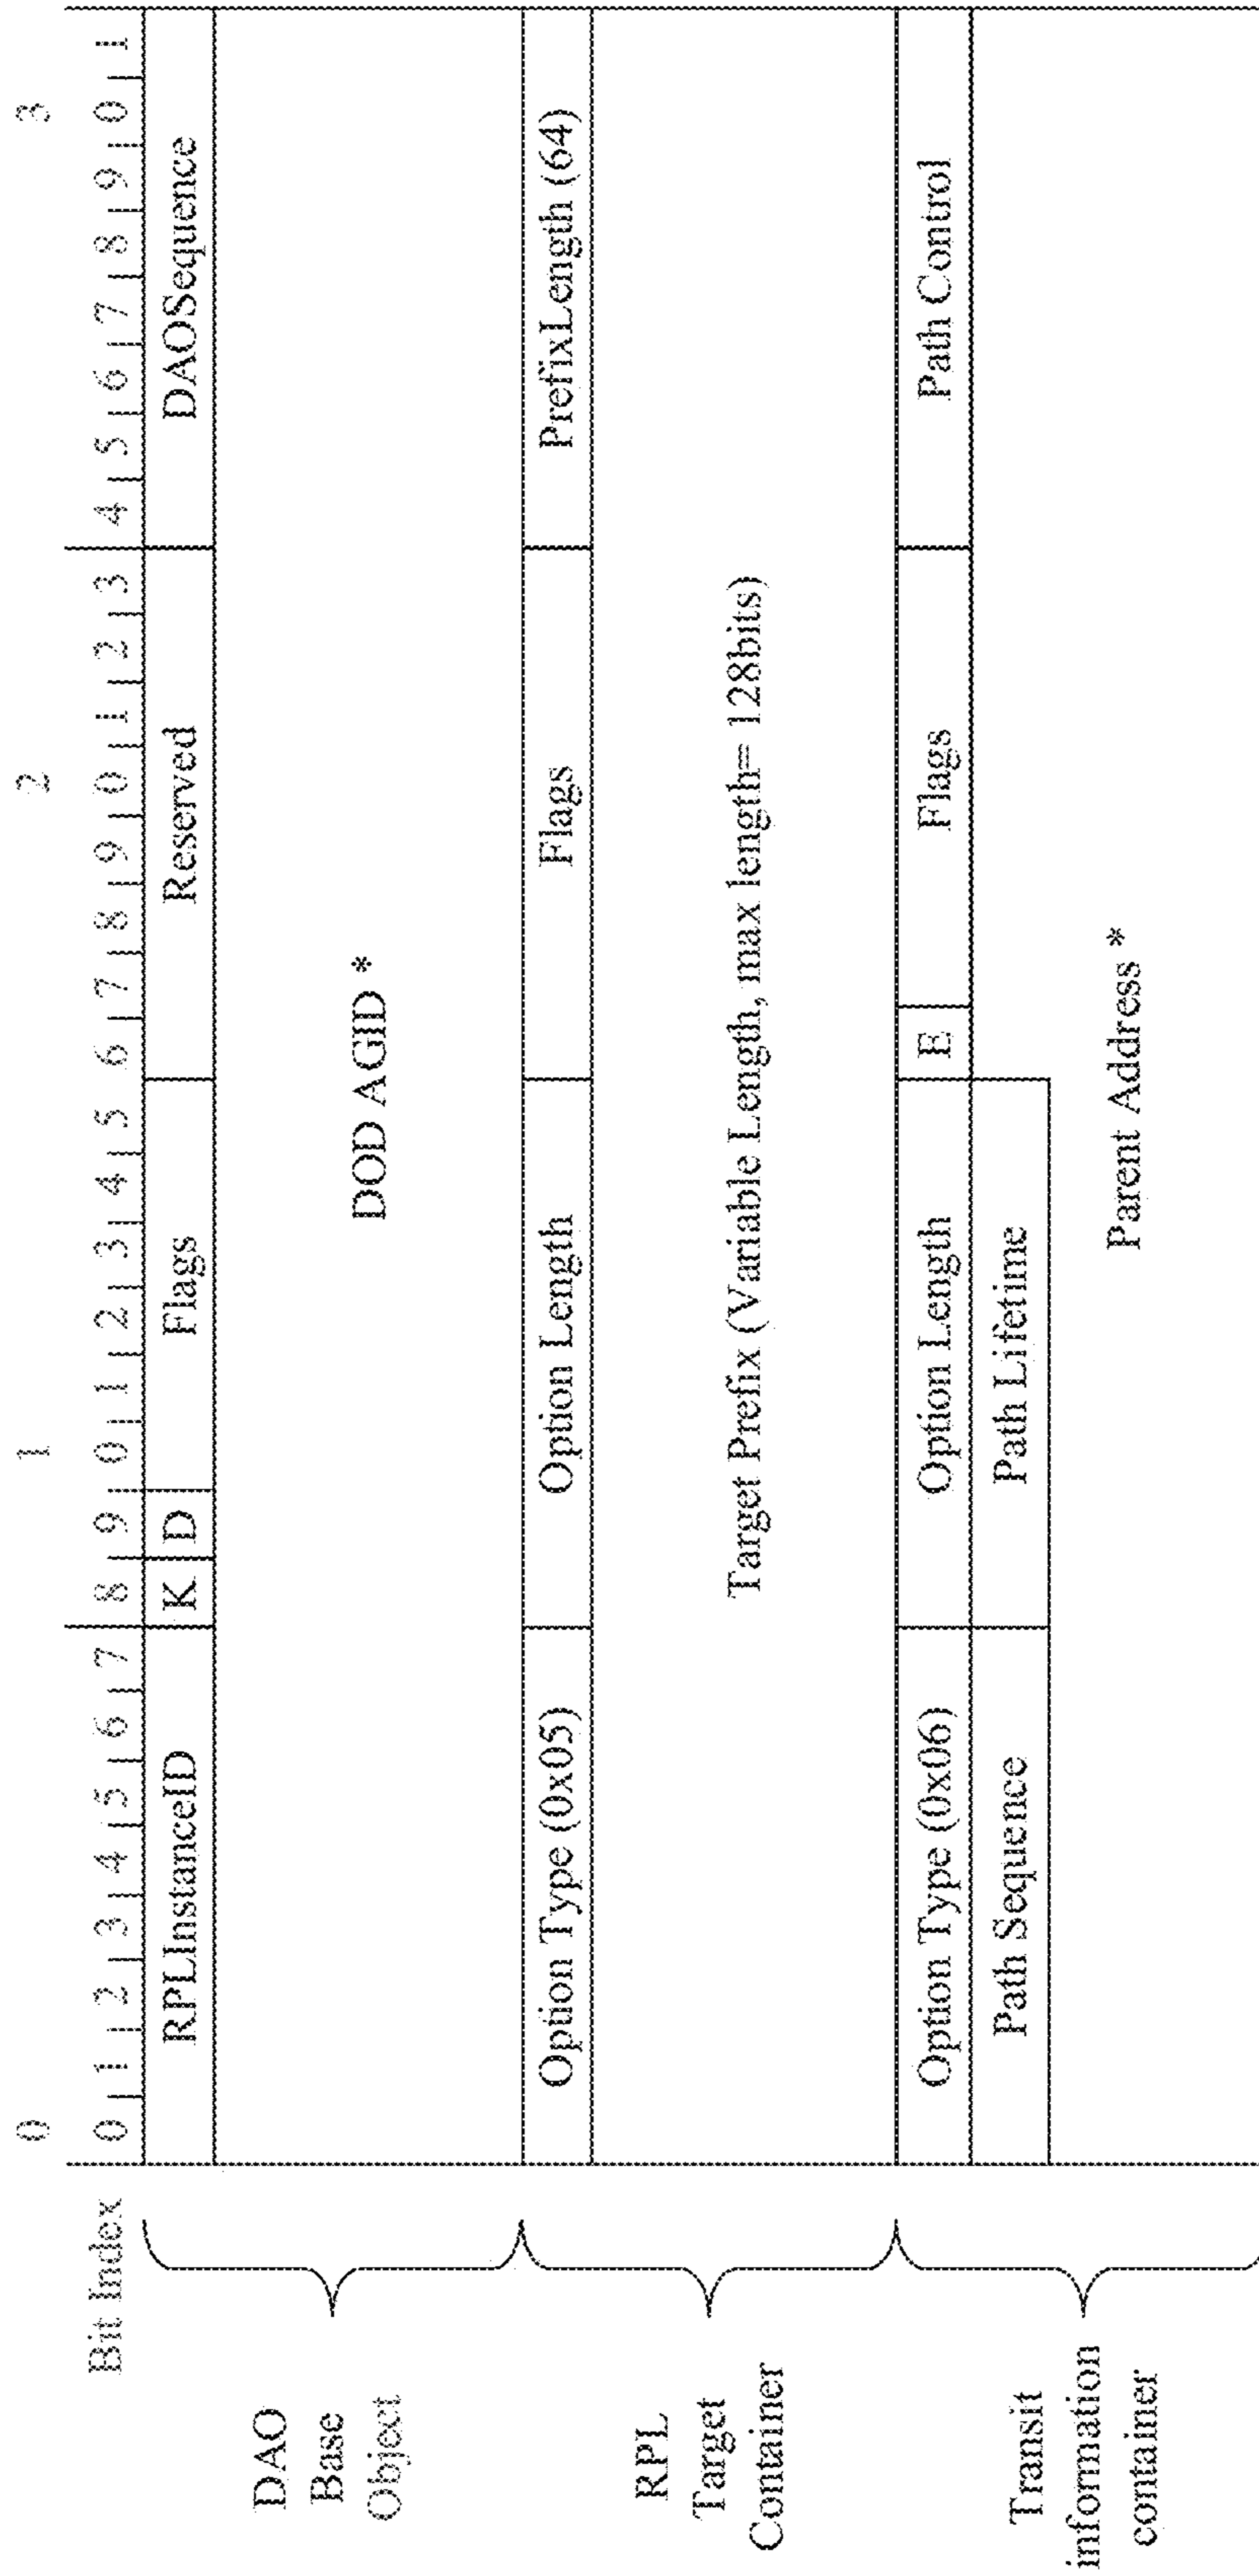 0 1 2 3
Bit Index 0 1 2 3 4 5 6 7 8 9 0 1 2 3 4 5 6 7 8 9 0 1 2 3 4 5 6 7 8 9 0 1
RPLInstanceID K D Flags Reserved DAOSequence
DAO
Base
Object
DOD AGID *
Option Type (0x05) Option Length Flags PrefixLength (64)
RPL
Target
Container
Target Prefix (Variable Length, max length= 128bits)
Option Type (0x06) Option Length E Flags Path Control
Path Sequence Path Lifetime
Transit
information
container
Parent Address *